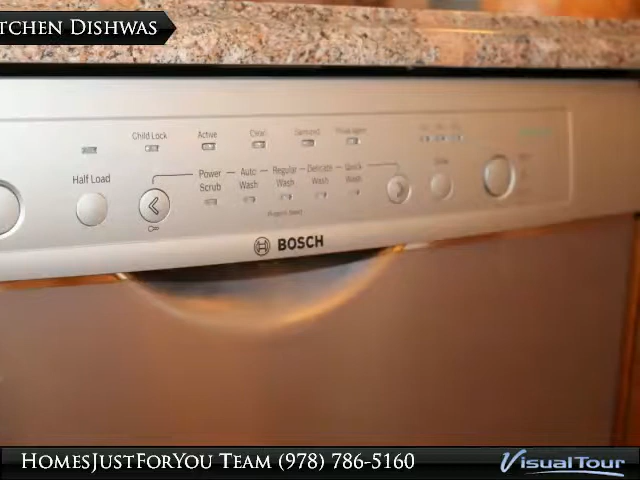 TCHEN DISHWAS
Child Lock
Active
Clean
Half Load
Power Scrub
Auto Wash
Regular Wash
Delicate Wash
Quick Wash
BOSCH
HOMESJUSTFORYOU TEAM (978) 786-5160
VISUALTOUR